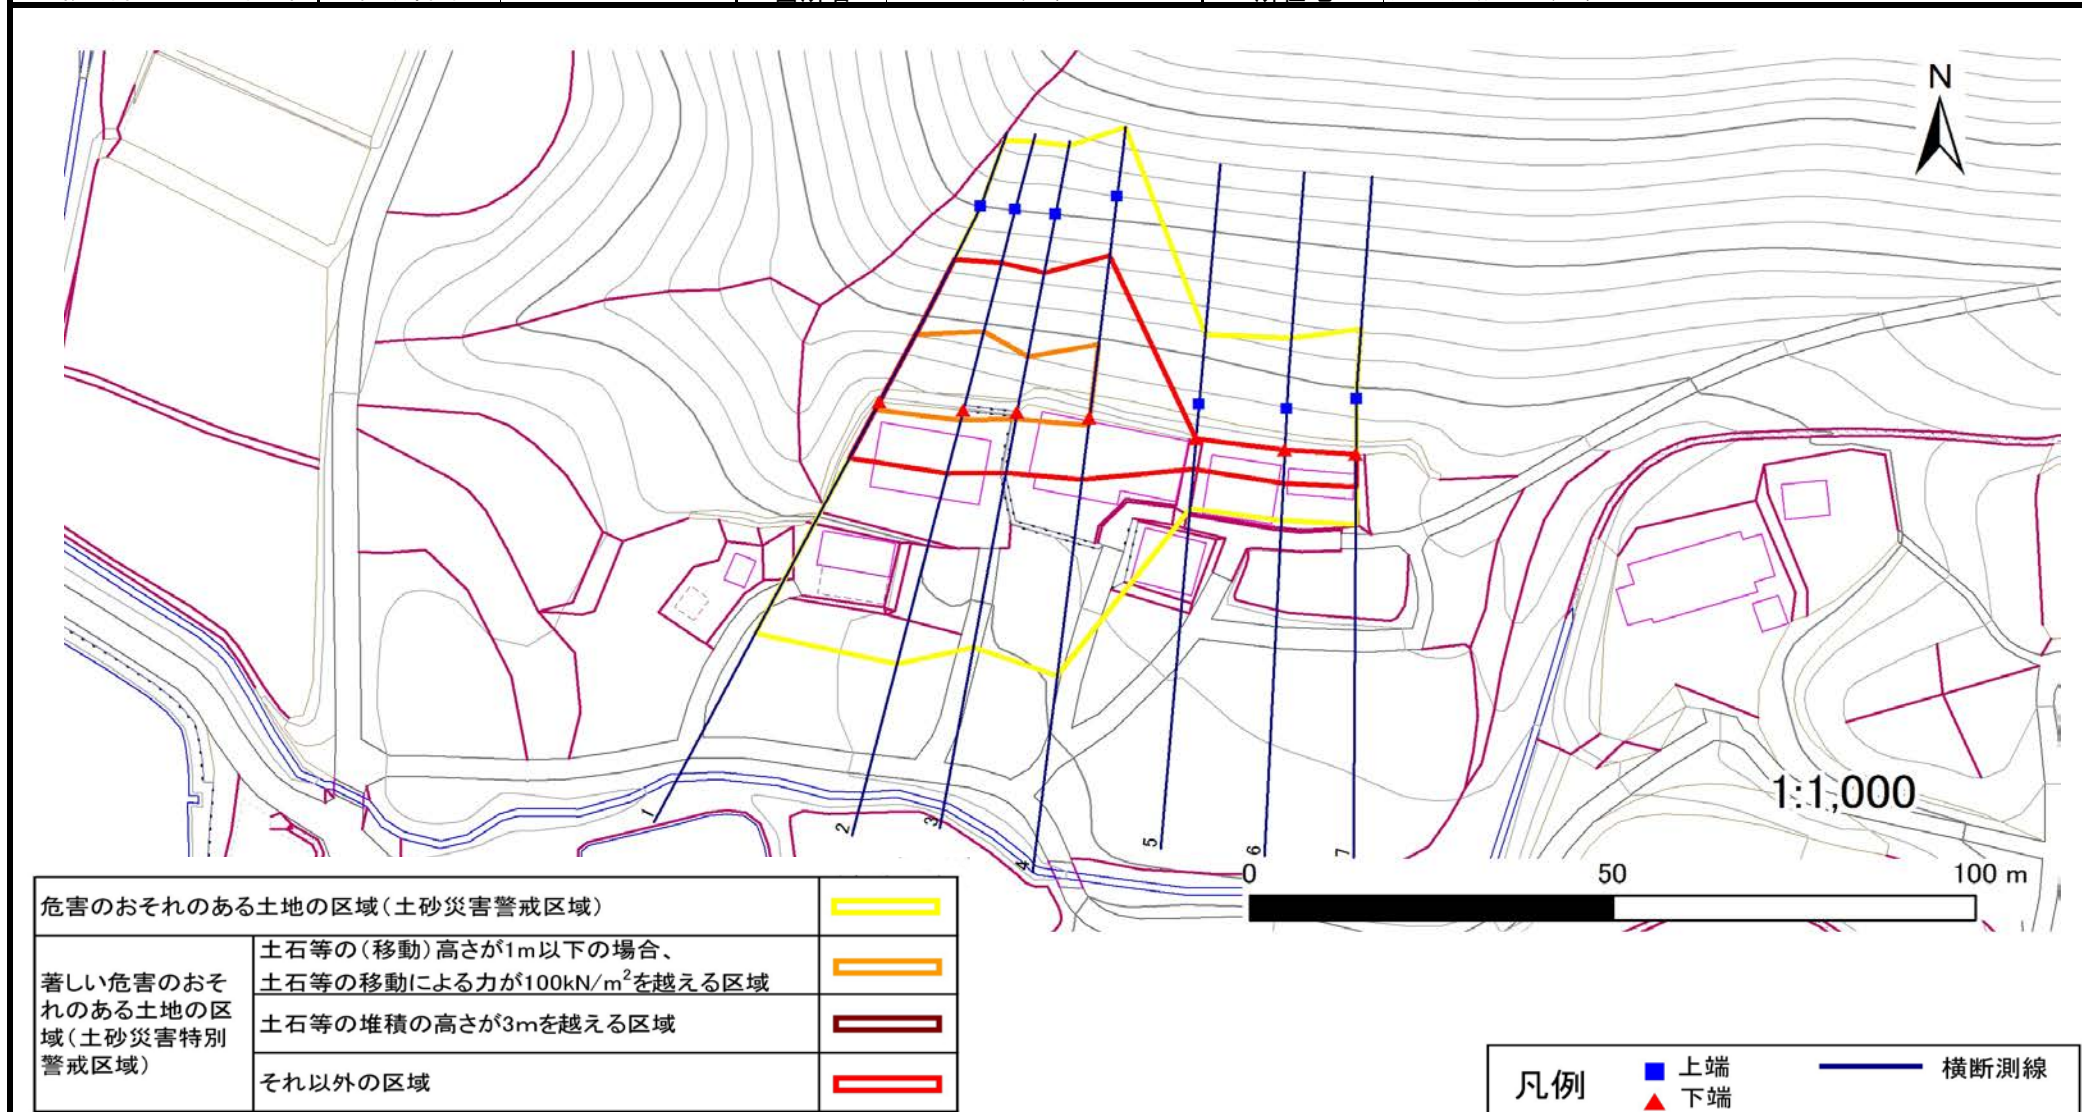 N
1
2
3
4
5
6
7
1:1,000
0 50 100 m
危害のおそれのある土地の区域(土砂災害警戒区域)
著しい危害のおそ
れのある土地の区
域(土砂災害特別
警戒区域)
土石等の(移動)高さが1m以下の場合、
土石等の移動による力が100kN/m²を越える区域
土石等の堆積の高さが3mを越える区域
それ以外の区域
凡例
上端
下端
横断測線